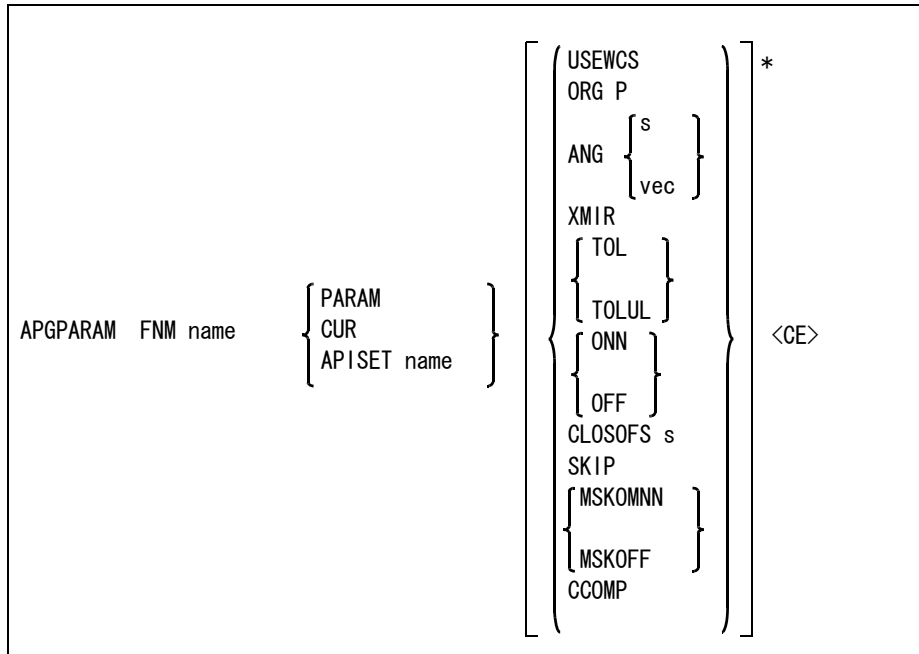 USEWCS *
ORG P
s
ANG
vec
XMIR
TOL
TOLUL
PARAM
APGPARAM FNM name CUR <CE>
APISET name
ONN
OFF
CLOSOFS s
SKIP
MSKOMNN
MSKOFF
CCOMP